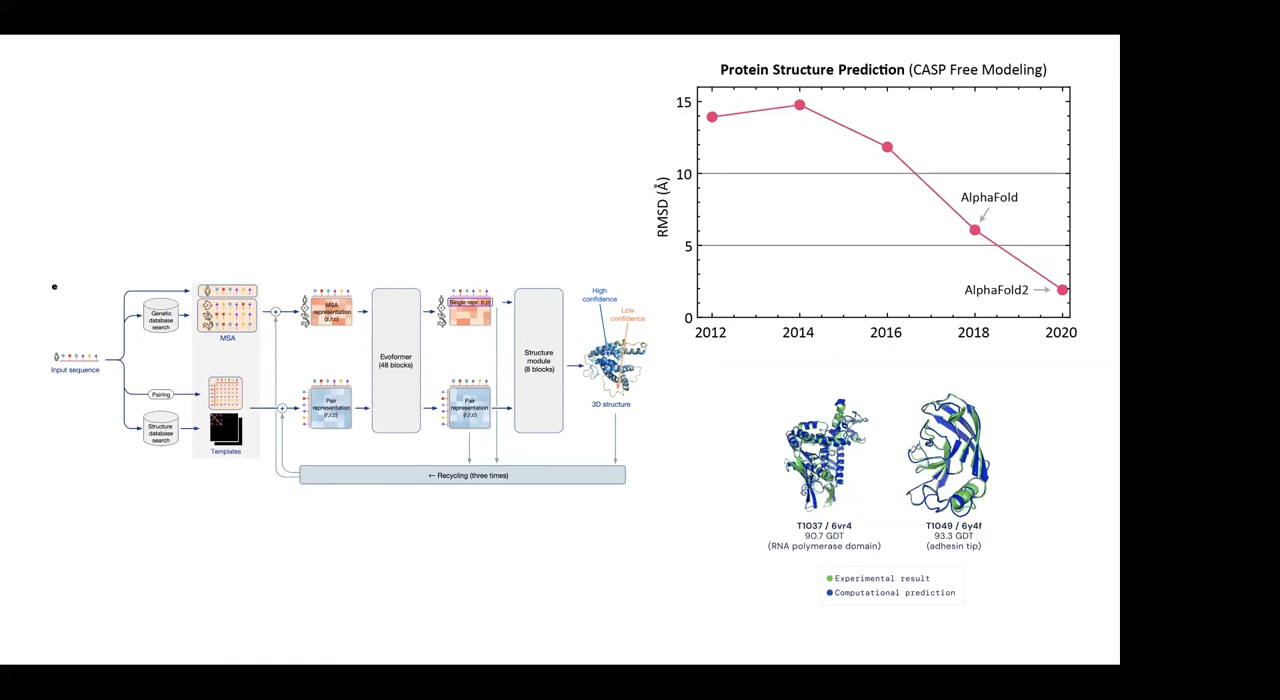 e
Input sequence
Genetic
database
search
Pairing
Structure
database
search
MSA
Templates
+
+
MSA
representation
(s,r,c)
Pair
representation
(r,r,c)
Evoformer
(48 blocks)
Single repr. (r,c)
Pair
representation
(r,r,c)
Structure
module
(8 blocks)
High
confidence
Low
confidence
3D structure
← Recycling (three times)
Protein Structure Prediction (CASP Free Modeling)
RMSD (Å)
15
10
5
0
AlphaFold
AlphaFold2
2012 2014 2016 2018 2020
T1037 / 6vr4
90.7 GDT
(RNA polymerase domain)
T1049 / 6y4f
93.3 GDT
(adhesin tip)
Experimental result
Computational prediction